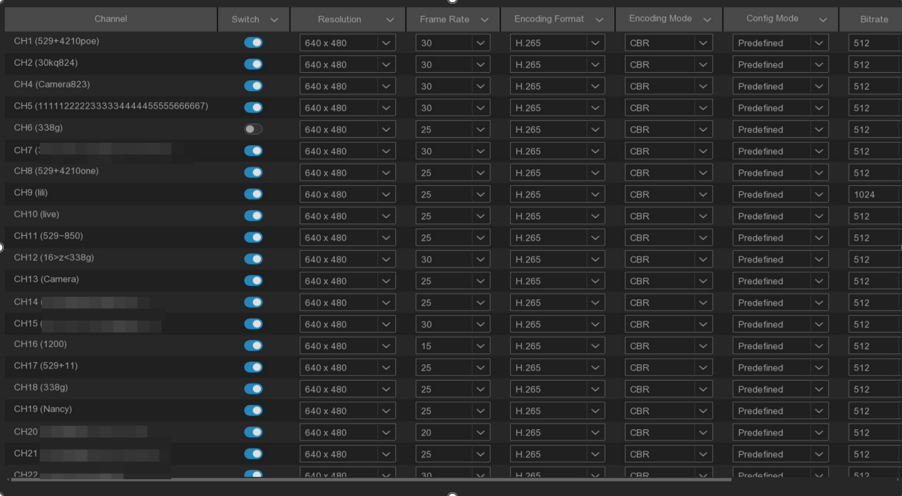 Channel Switch Resolution Frame Rate Encoding Format Encoding Mode Config Mode Bitrate
CH1 (529+4210poe) 640 x 480 30 H.265 CBR Predefined 512
CH2 (30kq824) 640 x 480 30 H.265 CBR Predefined 512
CH4 (Camera823) 640 x 480 30 H.265 CBR Predefined 512
CH5 (111112222233333444445555566667) 640 x 480 30 H.265 CBR Predefined 512
CH6 (338g) 640 x 480 25 H.265 CBR Predefined 512
CH7 ( 640 x 480 30 H.265 CBR Predefined 512
CH8 (529+4210one) 640 x 480 25 H.265 CBR Predefined 512
CH9 (lili) 640 x 480 25 H.265 CBR Predefined 1024
CH10 (live) 640 x 480 25 H.265 CBR Predefined 512
CH11 (529~850) 640 x 480 25 H.265 CBR Predefined 512
CH12 (16>z<338g) 640 x 480 30 H.265 CBR Predefined 512
CH13 (Camera) 640 x 480 25 H.265 CBR Predefined 512
CH14 ( 640 x 480 25 H.265 CBR Predefined 512
CH15 ( 640 x 480 30 H.265 CBR Predefined 512
CH16 (1200) 640 x 480 15 H.265 CBR Predefined 512
CH17 (529+11) 640 x 480 25 H.265 CBR Predefined 512
CH18 (338g) 640 x 480 25 H.265 CBR Predefined 512
CH19 (Nancy) 640 x 480 25 H.265 CBR Predefined 512
CH20 640 x 480 20 H.265 CBR Predefined 512
CH21 640 x 480 25 H.265 CBR Predefined 512
CH22 640 x 480 30 H.265 CBR Predefined 512